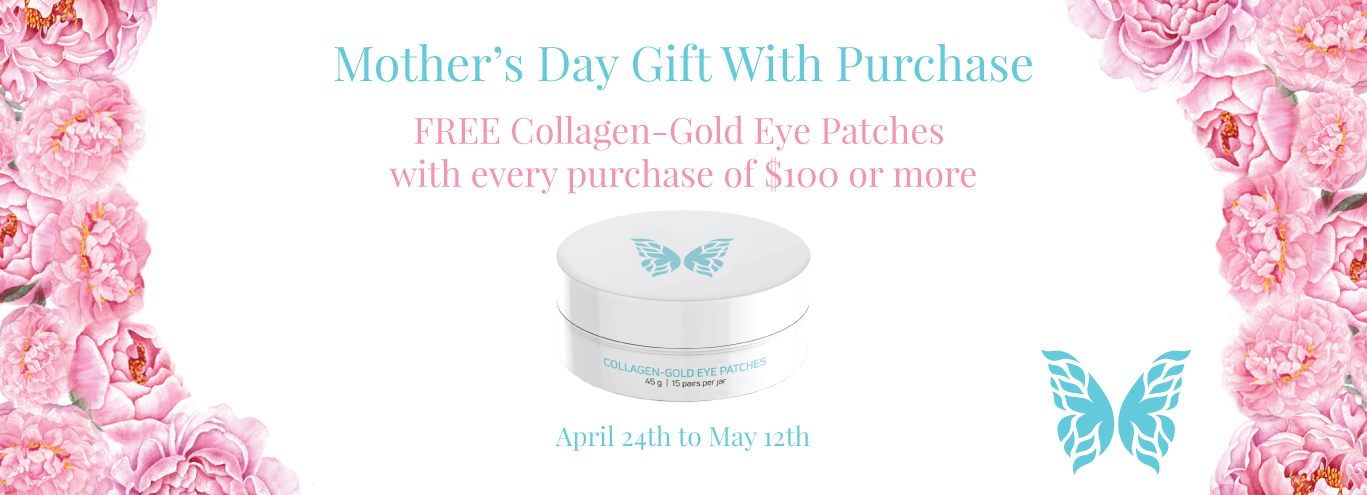 Mother’s Day Gift With Purchase
FREE Collagen-Gold Eye Patches
with every purchase of $100 or more
COLLAGEN-GOLD EYE PATCHES
45 g | 15 pairs per jar
April 24th to May 12th